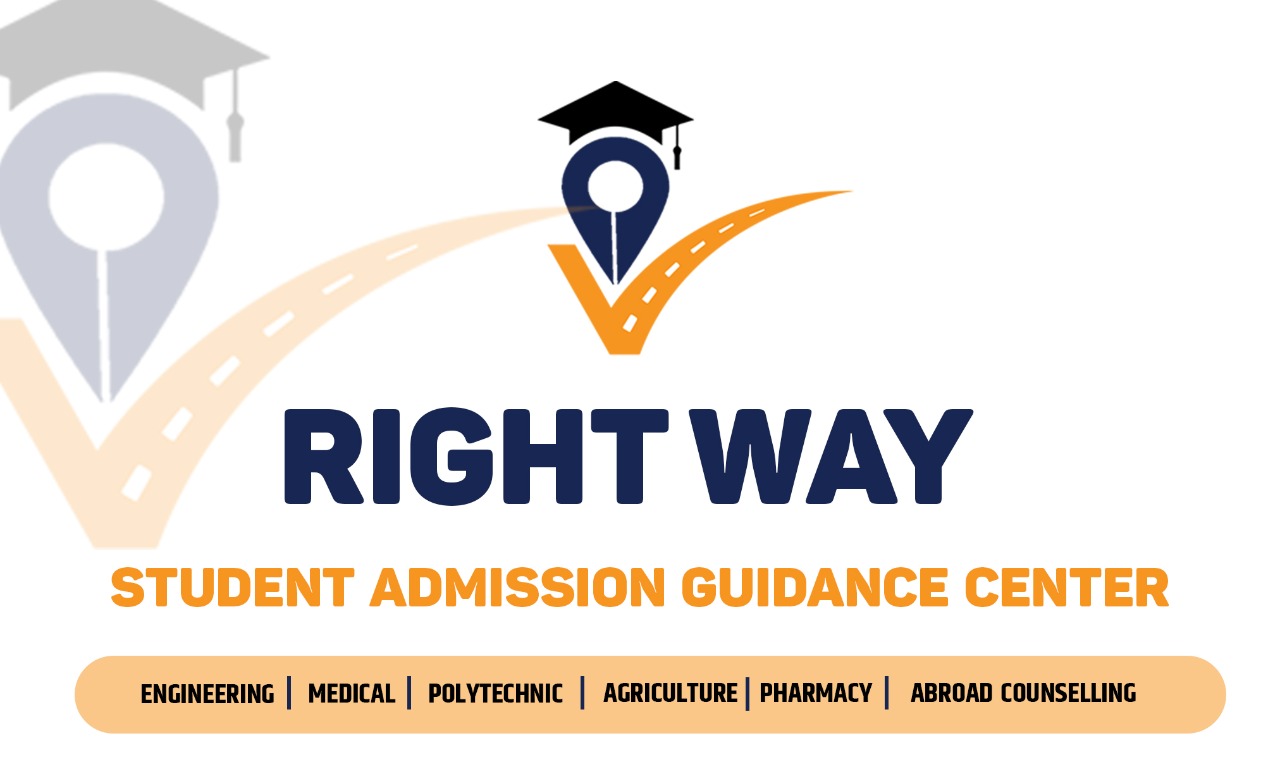 RIGHT WAY
STUDENT ADMISSION GUIDANCE CENTER
ENGINEERING | MEDICAL | POLYTECHNIC | AGRICULTURE | PHARMACY | ABROAD COUNSELLING